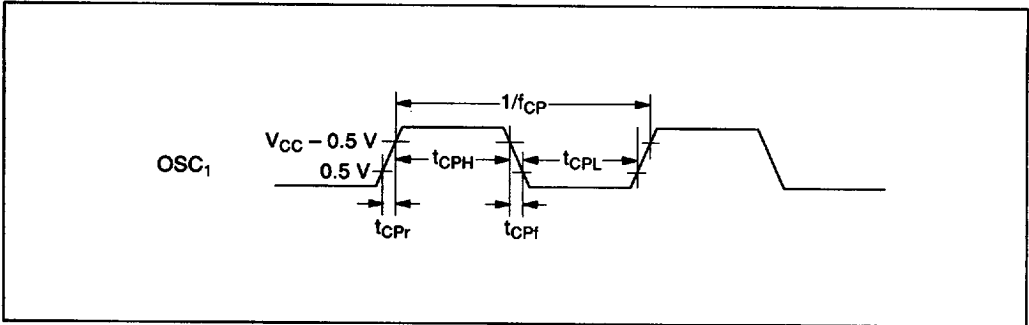 1/fCP
VCC – 0.5 V
tCPH
tCPL
OSC1
0.5 V
tCPr
tCPf